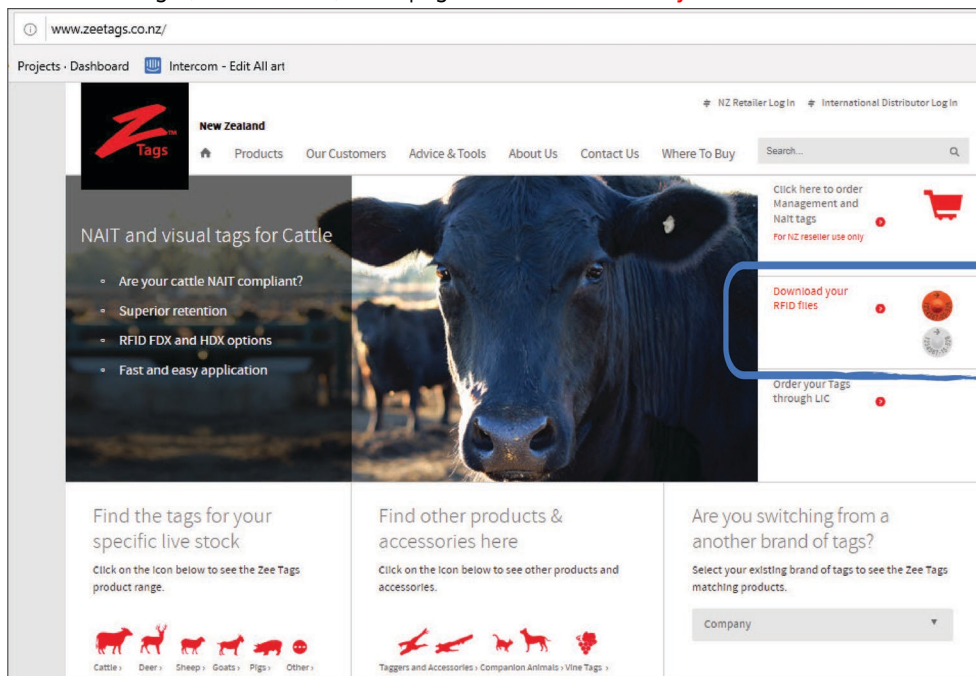 www.zeetags.co.nz/
Projects · Dashboard Intercom - Edit All art
NZ Retailer Log In International Distributor Log In
Z™
Tags
New Zealand
Products Our Customers Advice & Tools About Us Contact Us Where To Buy
Search...
Click here to order
Management and
Nait tags
For NZ reseller use only
NAIT and visual tags for Cattle
Are your cattle NAIT compliant?
Superior retention
RFID FDX and HDX options
Fast and easy application
Download your
RFID files
Order your Tags
through LIC
Find the tags for your
specific live stock
Click on the icon below to see the Zee Tags
product range.
Cattle › Deer › Sheep › Goats › Pigs › Other ›
Find other products &
accessories here
Click on the icon below to see other products and
accessories.
Taggers and Accessories › Companion Animals › Vine Tags ›
Are you switching from a
another brand of tags?
Select your existing brand of tags to see the Zee Tags
matching products.
Company